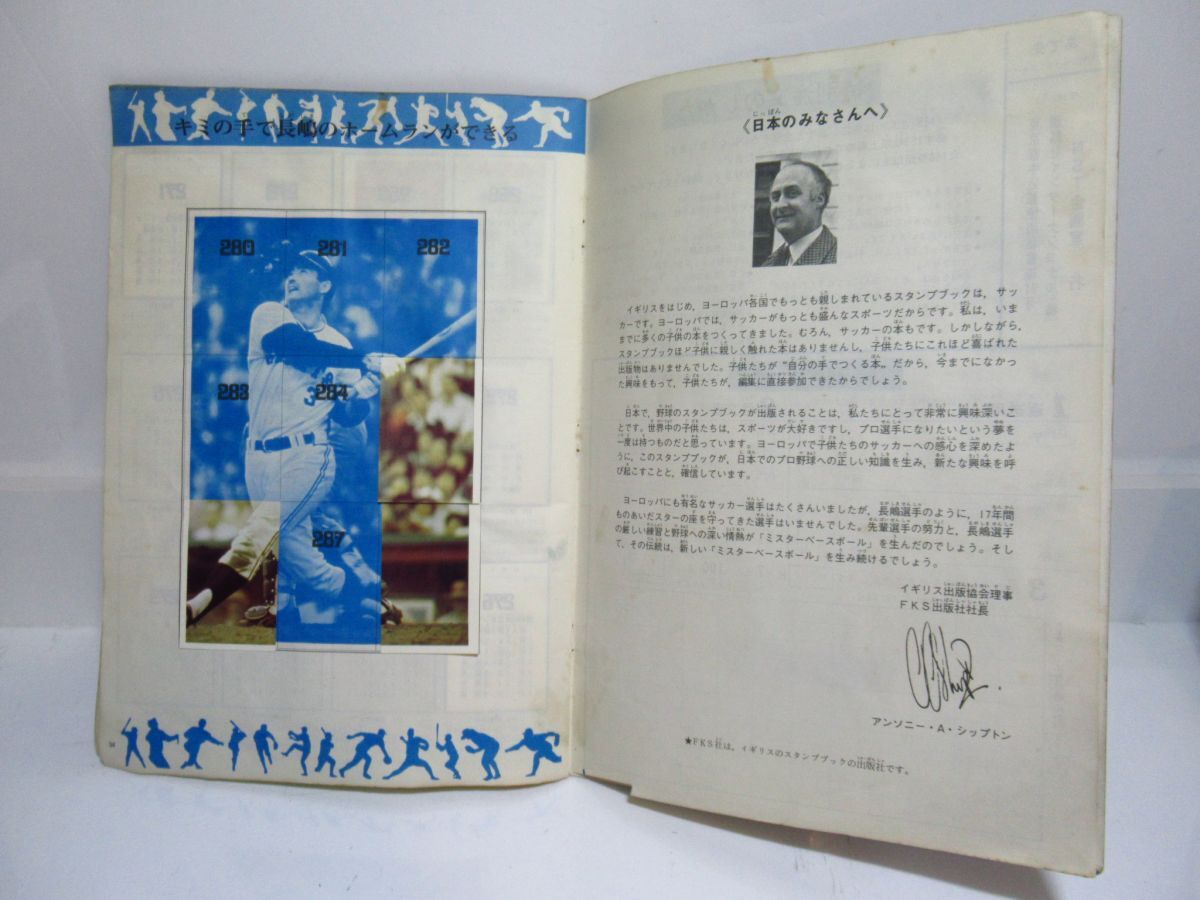 キミの手で長嶋のホームランができる
280
281
282
283
284
287
3
《日本のみなさんへ》
イギリスをはじめ，ヨーロッパ各国でもっとも親しまれているスタンプブックは，サッ
カーです。ヨーロッパでは，サッカーがもっとも盛んなスポーツだからです。私は，いま
までに多くの子供の本をつくってきました。むろん，サッカーの本もです。しかしながら，
スタンプブックほど子供に親しく触れた本はありませんし，子供たちにこれほど喜ばれた
出版物はありませんでした。子供たちが“自分の手でつくる本”だから，今までになかっ
た興味をもって，子供たちが，編集に直接参加できたからでしょう。
日本で，野球のスタンプブックが出版されることは，私たちにとって非常に興味深いこ
とです。世界中の子供たちは，スポーツが大好きですし，プロ選手になりたいという夢を
一度は持つものだと思っています。ヨーロッパで子供たちのサッカーへの感心を深めたよ
うに，このスタンプブックが，日本でのプロ野球への正しい知識を生み，新たな興味を呼
び起こすことと，確信しています。
ヨーロッパにも有名なサッカー選手はたくさんいましたが，長嶋選手のように，17年間
ものあいだスターの座を守ってきた選手はいませんでした。先輩選手の努力と，長嶋選手
の厳しい練習と野球への深い情熱が「ミスターベースボール」を生んだのでしょう。そし
て，その伝統は，新しい「ミスターベースボール」を生み続けるでしょう。
イギリス出版協会理事
FKS出版社社長
アンソニー・A・シップトン
★FKS社は，イギリスのスタンプブックの出版社です。